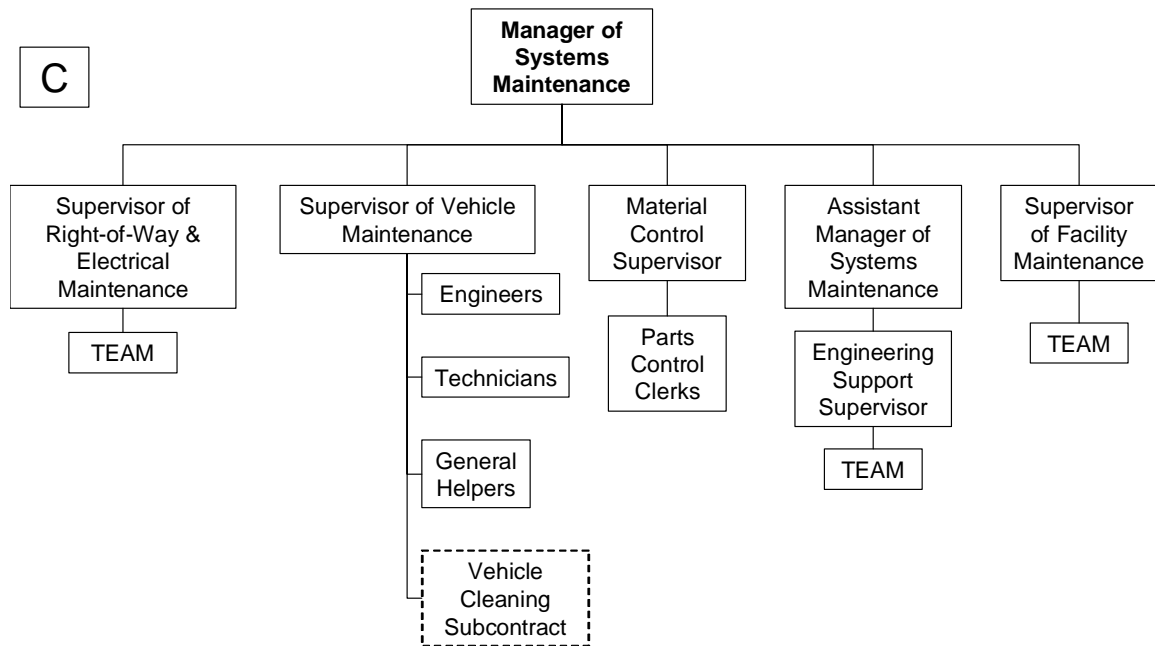 Manager of
Systems
Maintenance
C
Supervisor of
Right-of-Way &
Electrical
Maintenance
TEAM
Supervisor of Vehicle
Maintenance
Engineers
Technicians
General
Helpers
Vehicle
Cleaning
Subcontract
Material
Control
Supervisor
Parts
Control
Clerks
Assistant
Manager of
Systems
Maintenance
Engineering
Support
Supervisor
TEAM
Supervisor
of Facility
Maintenance
TEAM